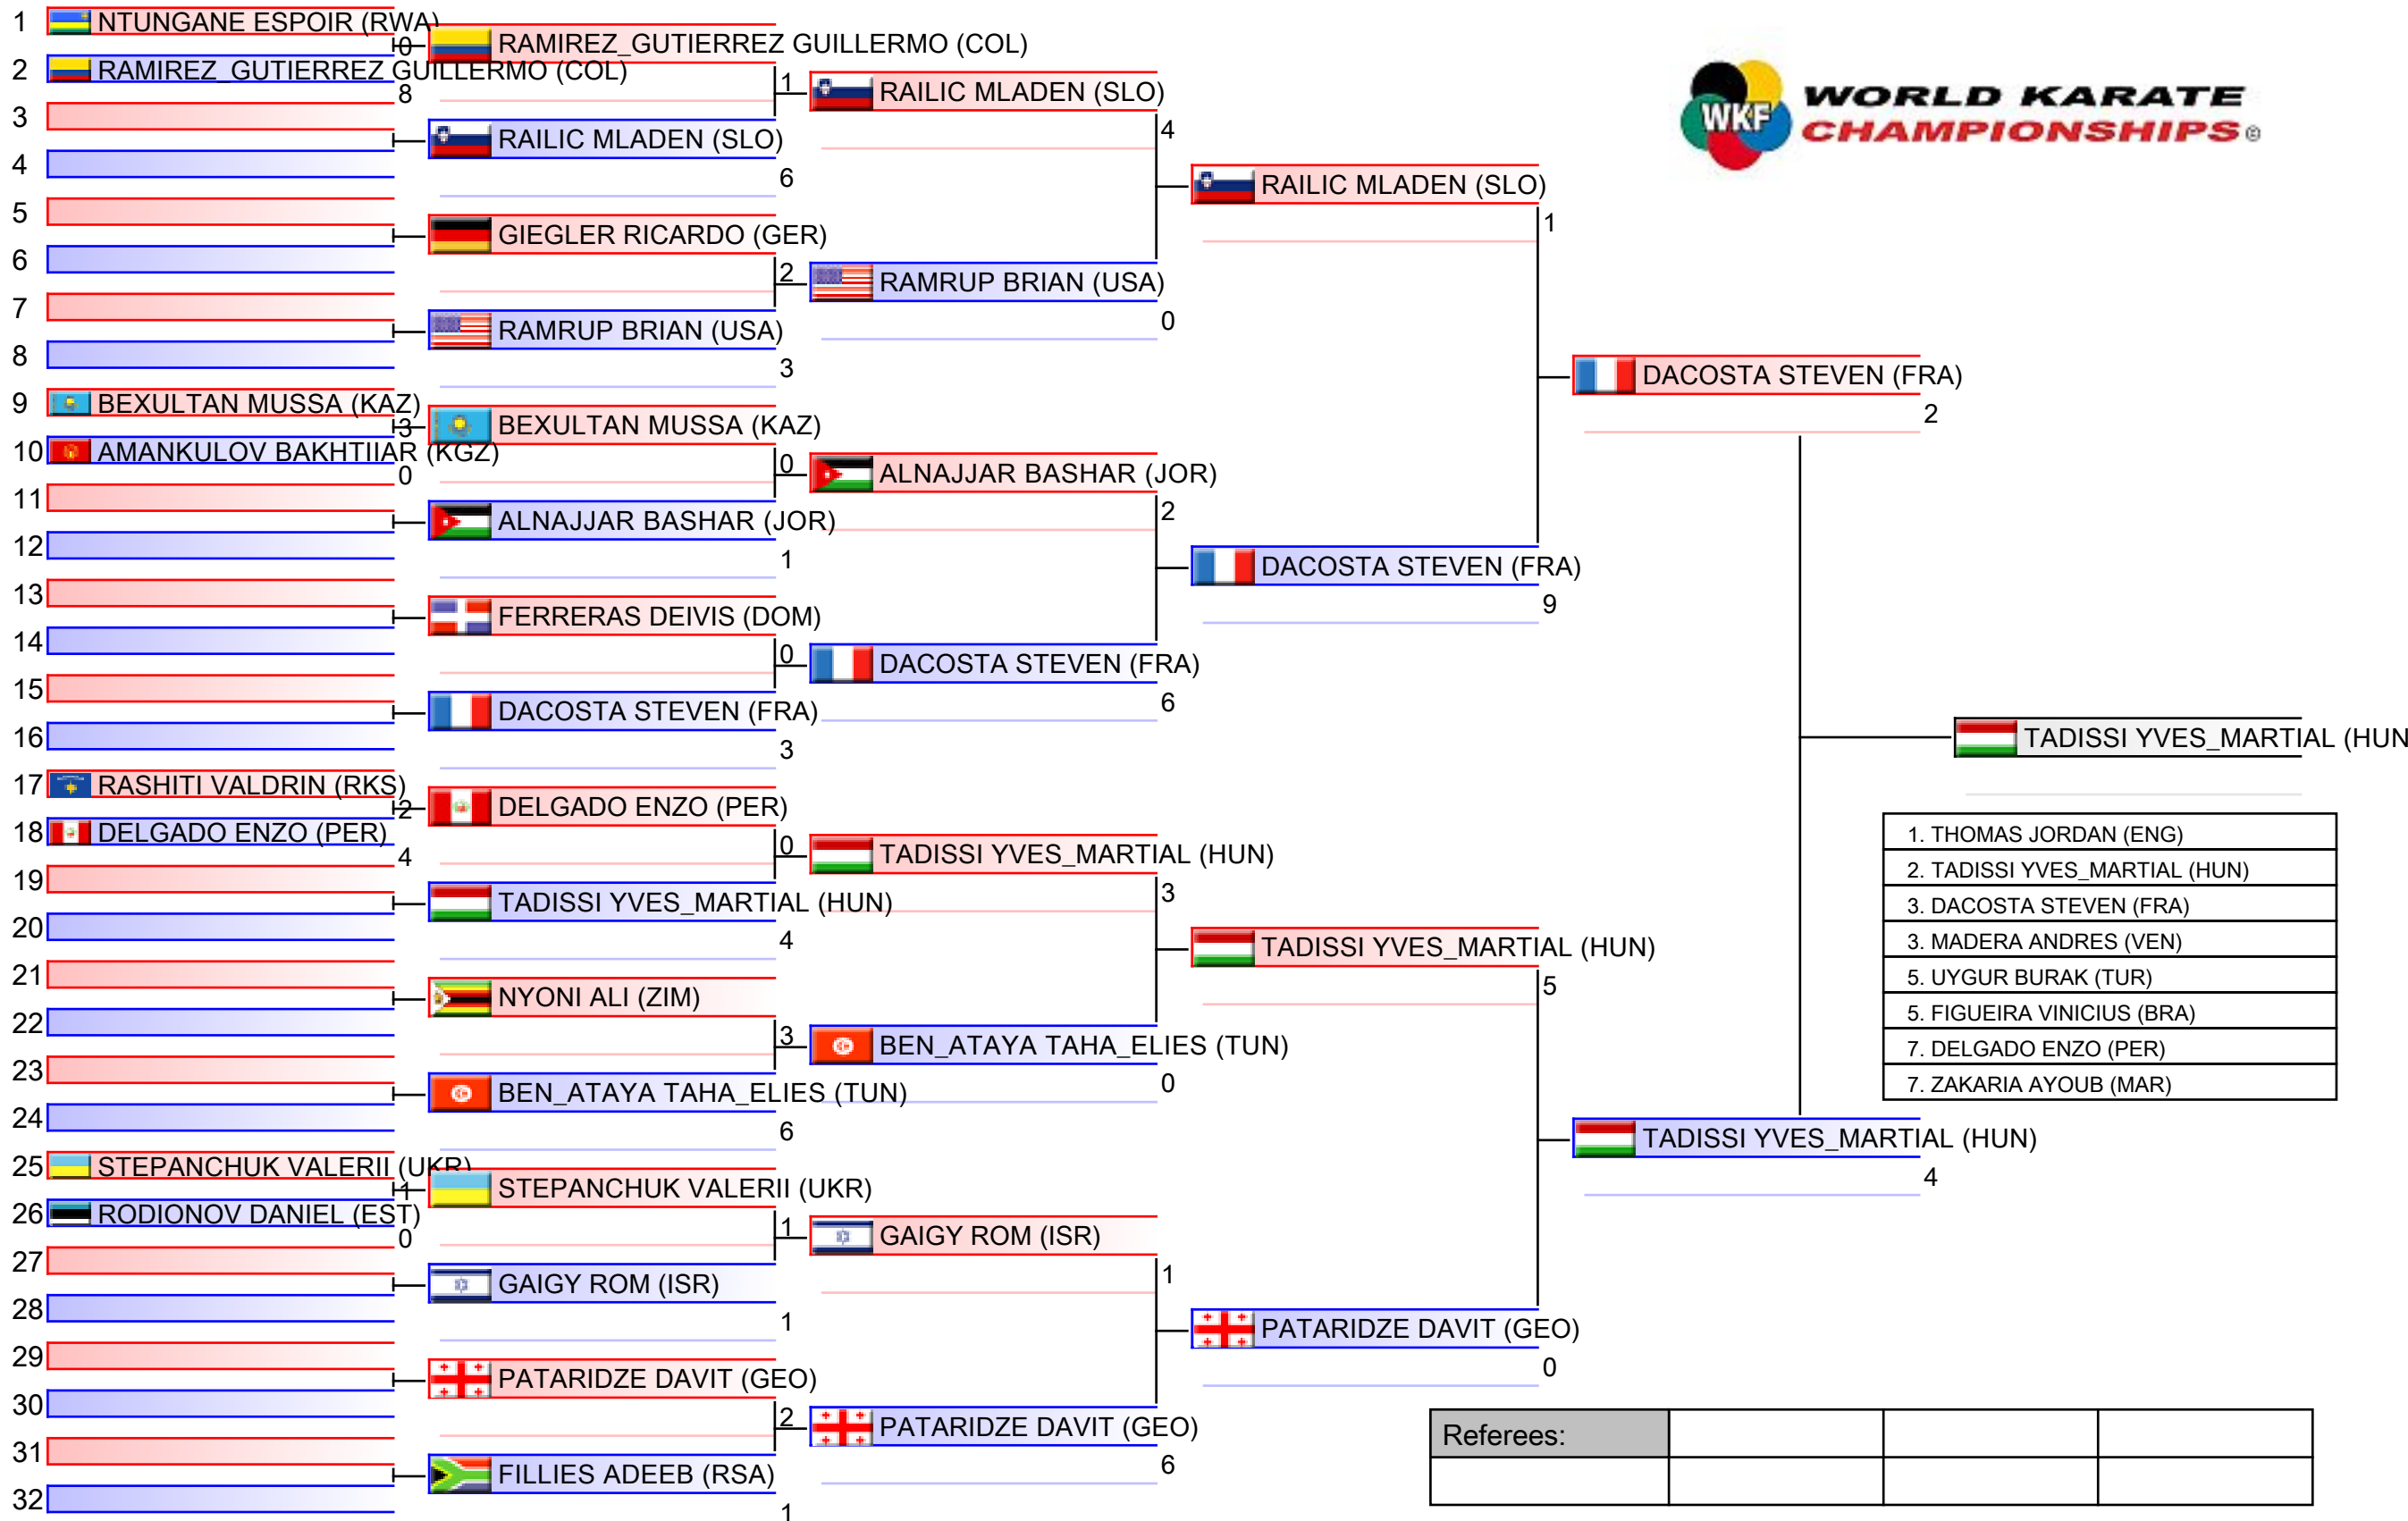 WKF
WORLD KARATE
CHAMPIONSHIPS ©
1 NTUNGANE ESPOIR (RWA)
0
2 RAMIREZ_GUTIERREZ GUILLERMO (COL)
8
3
4
5
6
7
8
9 BEXULTAN MUSSA (KAZ)
3
10 AMANKULOV BAKHTIIAR (KGZ)
0
11
12
13
14
15
16
17 RASHITI VALDRIN (RKS)
2
18 DELGADO ENZO (PER)
4
19
20
21
22
23
24
25 STEPANCHUK VALERII (UKR)
1
26 RODIONOV DANIEL (EST)
0
27
28
29
30
31
32
RAMIREZ_GUTIERREZ GUILLERMO (COL)
1
RAILIC MLADEN (SLO)
6
GIEGLER RICARDO (GER)
2
RAMRUP BRIAN (USA)
3
BEXULTAN MUSSA (KAZ)
0
ALNAJJAR BASHAR (JOR)
1
FERRERAS DEIVIS (DOM)
0
DACOSTA STEVEN (FRA)
3
DELGADO ENZO (PER)
0
TADISSI YVES_MARTIAL (HUN)
4
NYONI ALI (ZIM)
3
BEN_ATAYA TAHA_ELIES (TUN)
6
STEPANCHUK VALERII (UKR)
1
GAIGY ROM (ISR)
1
PATARIDZE DAVIT (GEO)
2
FILLIES ADEEB (RSA)
1
RAILIC MLADEN (SLO)
4
RAMRUP BRIAN (USA)
0
ALNAJJAR BASHAR (JOR)
2
DACOSTA STEVEN (FRA)
6
TADISSI YVES_MARTIAL (HUN)
3
BEN_ATAYA TAHA_ELIES (TUN)
0
GAIGY ROM (ISR)
1
PATARIDZE DAVIT (GEO)
6
RAILIC MLADEN (SLO)
1
DACOSTA STEVEN (FRA)
9
TADISSI YVES_MARTIAL (HUN)
5
PATARIDZE DAVIT (GEO)
0
DACOSTA STEVEN (FRA)
2
TADISSI YVES_MARTIAL (HUN)
4
TADISSI YVES_MARTIAL (HUN
1. THOMAS JORDAN (ENG)
2. TADISSI YVES_MARTIAL (HUN)
3. DACOSTA STEVEN (FRA)
3. MADERA ANDRES (VEN)
5. UYGUR BURAK (TUR)
5. FIGUEIRA VINICIUS (BRA)
7. DELGADO ENZO (PER)
7. ZAKARIA AYOUB (MAR)
Referees: